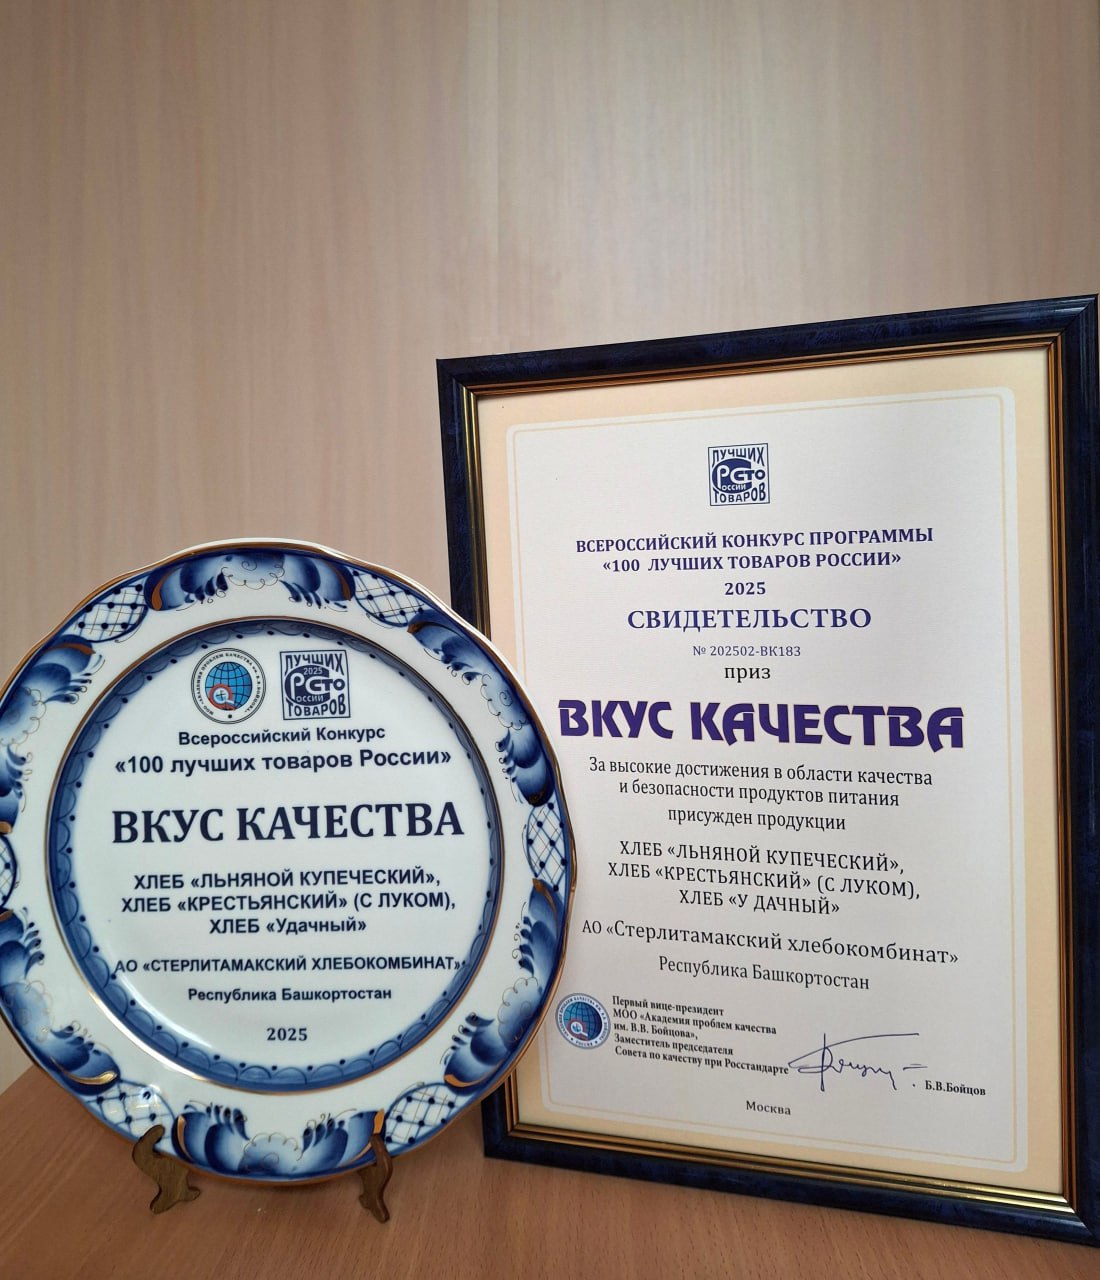 ЛУЧШИХ
2025
РСто
оссии
ТОВАРОВ
Всероссийский Конкурс
«100 лучших товаров России»
ВКУС КАЧЕСТВА
ХЛЕБ «ЛЬНЯНОЙ КУПЕЧЕСКИЙ»,
ХЛЕБ «КРЕСТЬЯНСКИЙ» (С ЛУКОМ),
ХЛЕБ «Удачный»
АО «СТЕРЛИТАМАКСКИЙ ХЛЕБОКОМБИНАТ»
Республика Башкортостан
2025
ЛУЧШИХ
РСто
оссии
ТОВАРОВ
ВСЕРОССИЙСКИЙ КОНКУРС ПРОГРАММЫ
«100 ЛУЧШИХ ТОВАРОВ РОССИИ»
2025
СВИДЕТЕЛЬСТВО
№ 202502-ВК183
приз
ВКУС КАЧЕСТВА
За высокие достижения в области качества
и безопасности продуктов питания
присужден продукции
ХЛЕБ «ЛЬНЯНОЙ КУПЕЧЕСКИЙ»,
ХЛЕБ «КРЕСТЬЯНСКИЙ» (С ЛУКОМ),
ХЛЕБ «У ДАЧНЫЙ»
АО «Стерлитамакский хлебокомбинат»
Республика Башкортостан
Первый вице-президент
МОО «Академия проблем качества
им. В.В. Бойцова»,
Заместитель председателя
Совета по качеству при Росстандарте
Б.В.Бойцов
Москва